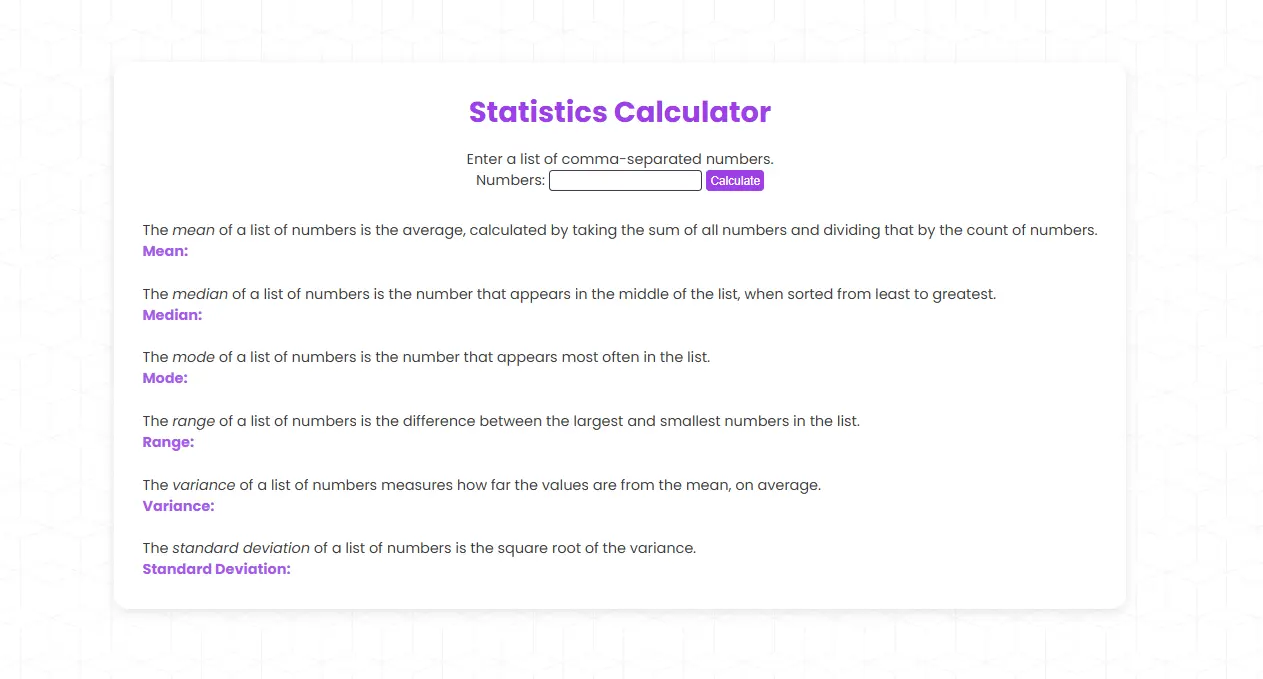 Statistics Calculator
Enter a list of comma-separated numbers.
Numbers: Calculate
The mean of a list of numbers is the average, calculated by taking the sum of all numbers and dividing that by the count of numbers.
Mean:
The median of a list of numbers is the number that appears in the middle of the list, when sorted from least to greatest.
Median:
The mode of a list of numbers is the number that appears most often in the list.
Mode:
The range of a list of numbers is the difference between the largest and smallest numbers in the list.
Range:
The variance of a list of numbers measures how far the values are from the mean, on average.
Variance:
The standard deviation of a list of numbers is the square root of the variance.
Standard Deviation: